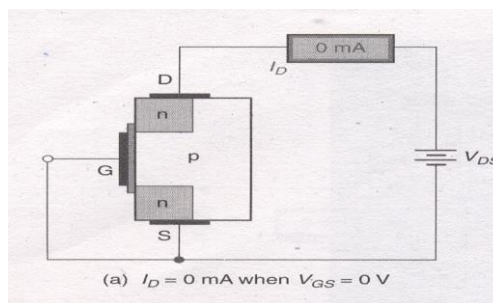 0 mA
I_D
D
n
p
V_DS
G
n
S
(a) I_D = 0 mA when V_GS = 0 V